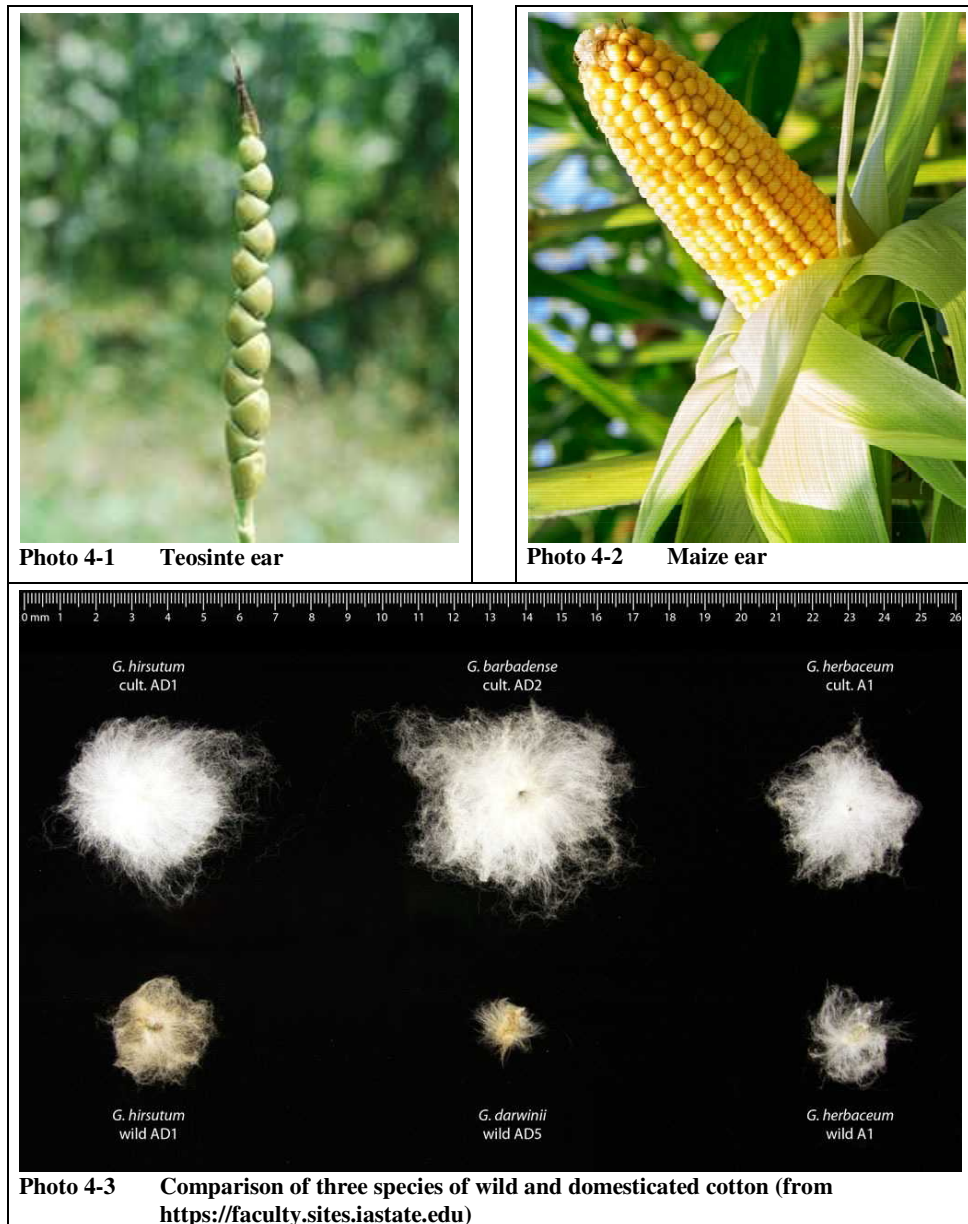 Photo 4-1 Teosinte ear
Photo 4-2 Maize ear
0 mm 1 2 3 4 5 6 7 8 9 10 11 12 13 14 15 16 17 18 19 20 21 22 23 24 25 26
G. hirsutum
cult. AD1
G. barbadense
cult. AD2
G. herbaceum
cult. A1
G. hirsutum
wild AD1
G. darwinii
wild AD5
G. herbaceum
wild A1
Photo 4-3 Comparison of three species of wild and domesticated cotton (from
https://faculty.sites.iastate.edu)